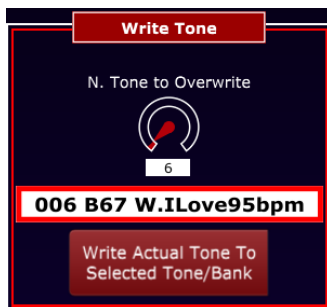 Write Tone
N. Tone to Overwrite
6
006 B67 W.ILove95bpm
Write Actual Tone To
Selected Tone/Bank